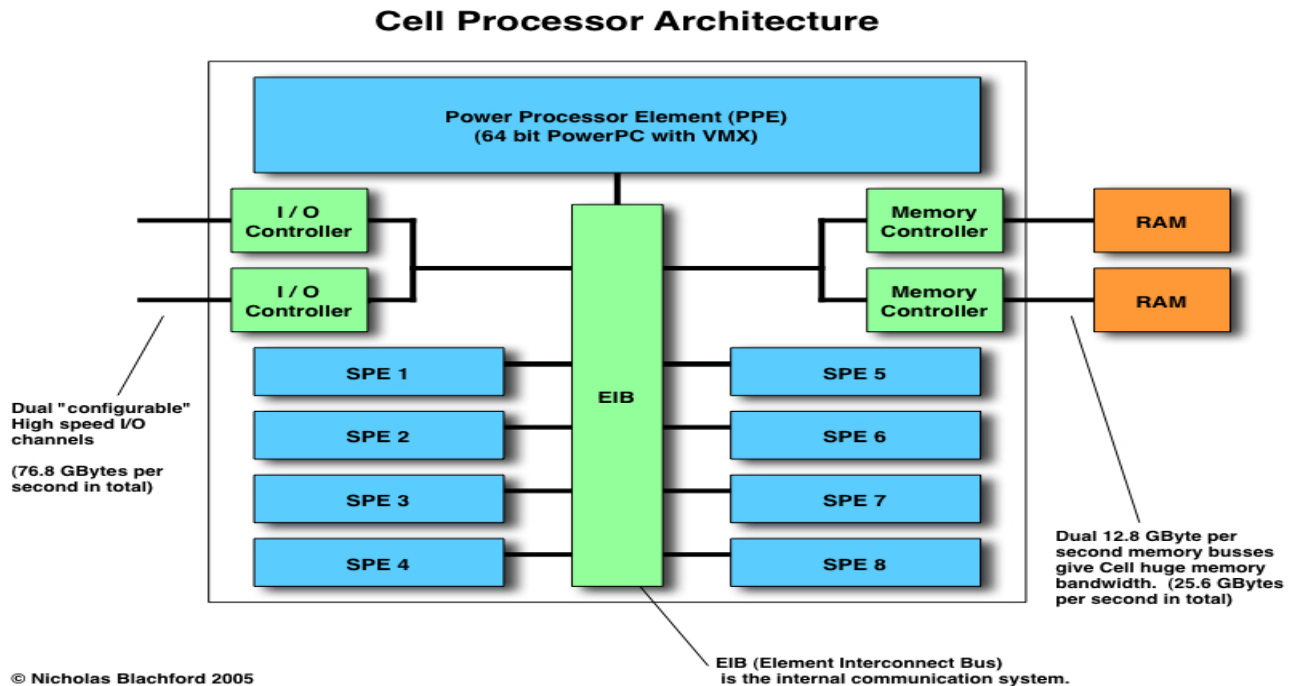 Cell Processor Architecture
Power Processor Element (PPE)
(64 bit PowerPC with VMX)
I / O
Controller
I / O
Controller
Memory
Controller
Memory
Controller
RAM
RAM
EIB
SPE 1
SPE 2
SPE 3
SPE 4
SPE 5
SPE 6
SPE 7
SPE 8
Dual "configurable"
High speed I/O
channels
(76.8 GBytes per
second in total)
Dual 12.8 GByte per
second memory busses
give Cell huge memory
bandwidth. (25.6 GBytes
per second in total)
EIB (Element Interconnect Bus)
is the internal communication system.
© Nicholas Blachford 2005